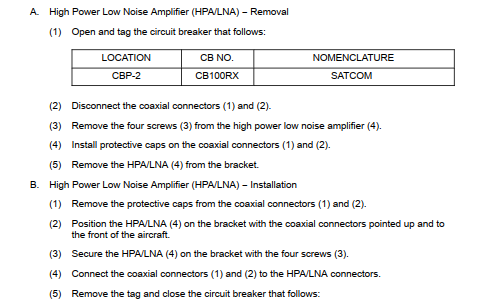 A. High Power Low Noise Amplifier (HPA/LNA) – Removal
(1) Open and tag the circuit breaker that follows:
LOCATION CB NO. NOMENCLATURE
CBP-2 CB100RX SATCOM
(2) Disconnect the coaxial connectors (1) and (2).
(3) Remove the four screws (3) from the high power low noise amplifier (4).
(4) Install protective caps on the coaxial connectors (1) and (2).
(5) Remove the HPA/LNA (4) from the bracket.
B. High Power Low Noise Amplifier (HPA/LNA) – Installation
(1) Remove the protective caps from the coaxial connectors (1) and (2).
(2) Position the HPA/LNA (4) on the bracket with the coaxial connectors pointed up and to
the front of the aircraft.
(3) Secure the HPA/LNA (4) on the bracket with the four screws (3).
(4) Connect the coaxial connectors (1) and (2) to the HPA/LNA connectors.
(5) Remove the tag and close the circuit breaker that follows: